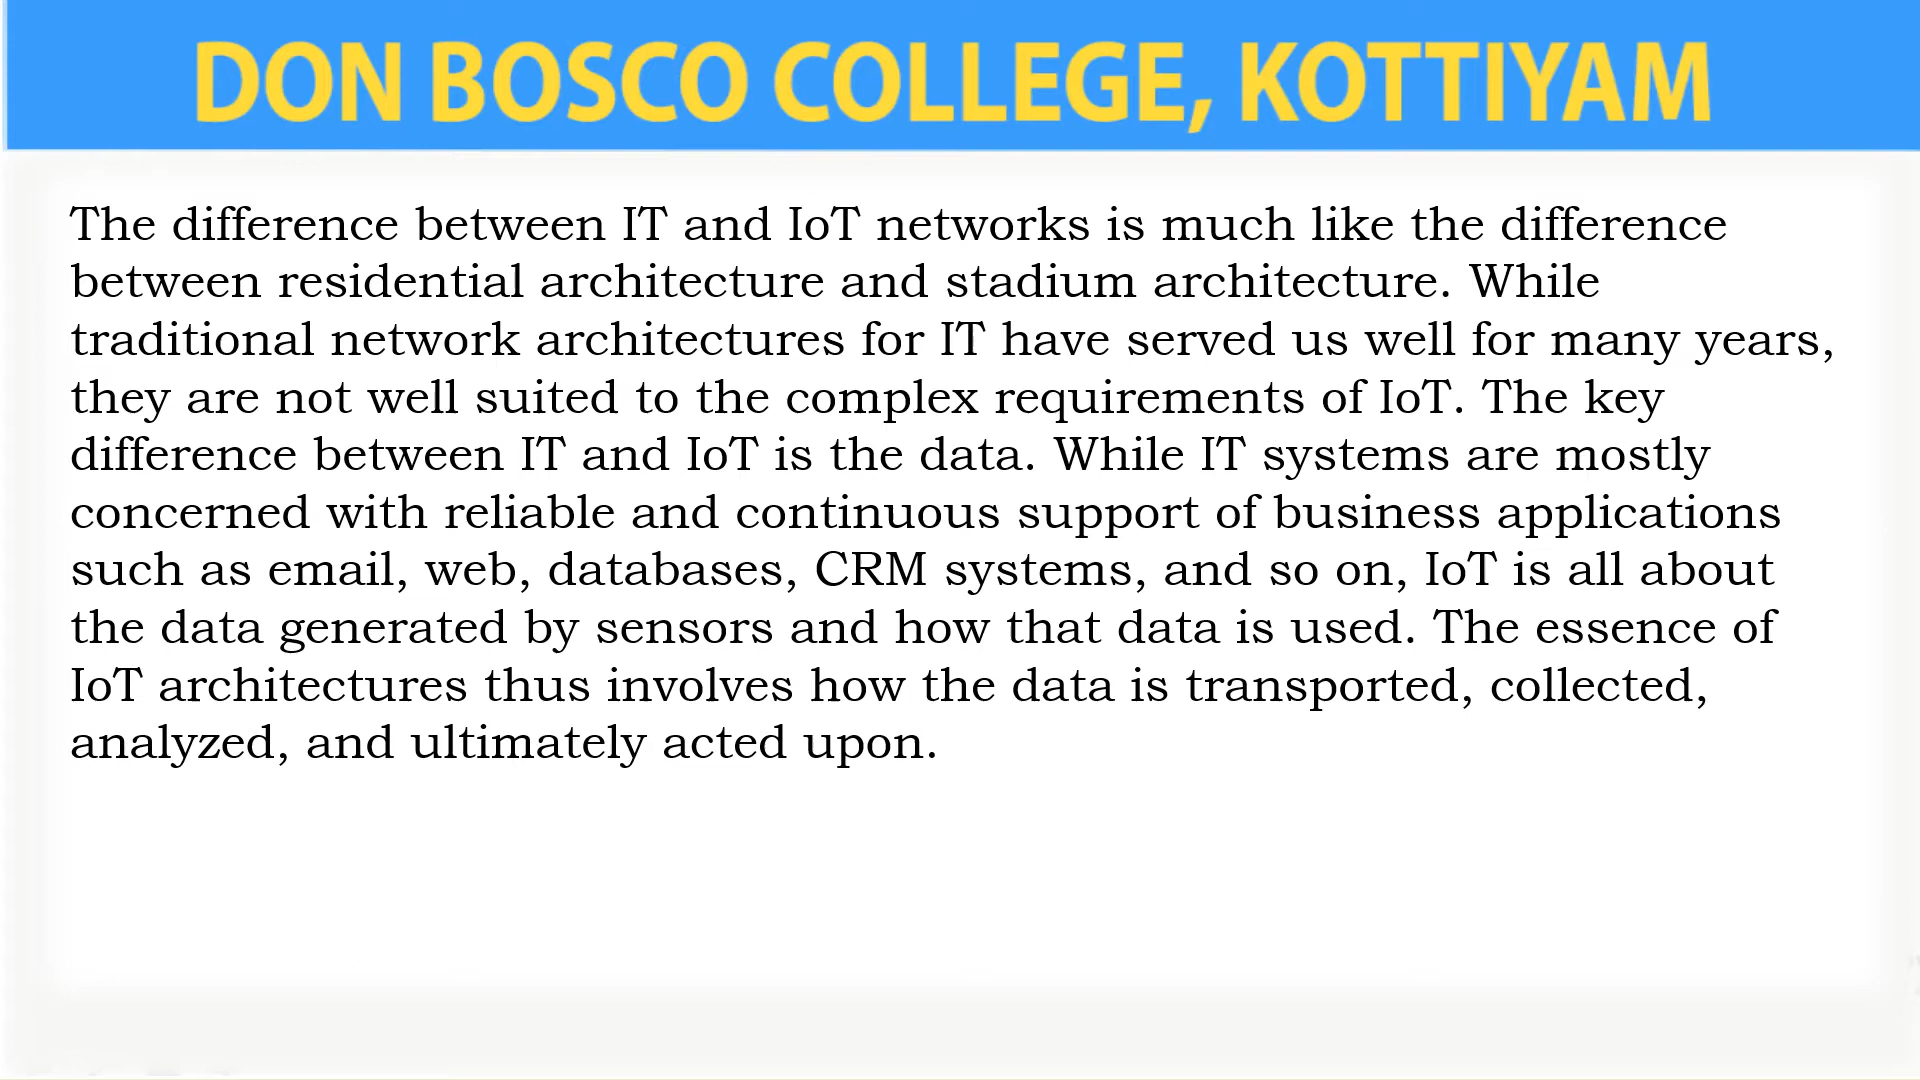 DON BOSCO COLLEGE, KOTTIYAM
The difference between IT and IoT networks is much like the difference
between residential architecture and stadium architecture. While
traditional network architectures for IT have served us well for many years,
they are not well suited to the complex requirements of IoT. The key
difference between IT and IoT is the data. While IT systems are mostly
concerned with reliable and continuous support of business applications
such as email, web, databases, CRM systems, and so on, IoT is all about
the data generated by sensors and how that data is used. The essence of
IoT architectures thus involves how the data is transported, collected,
analyzed, and ultimately acted upon.